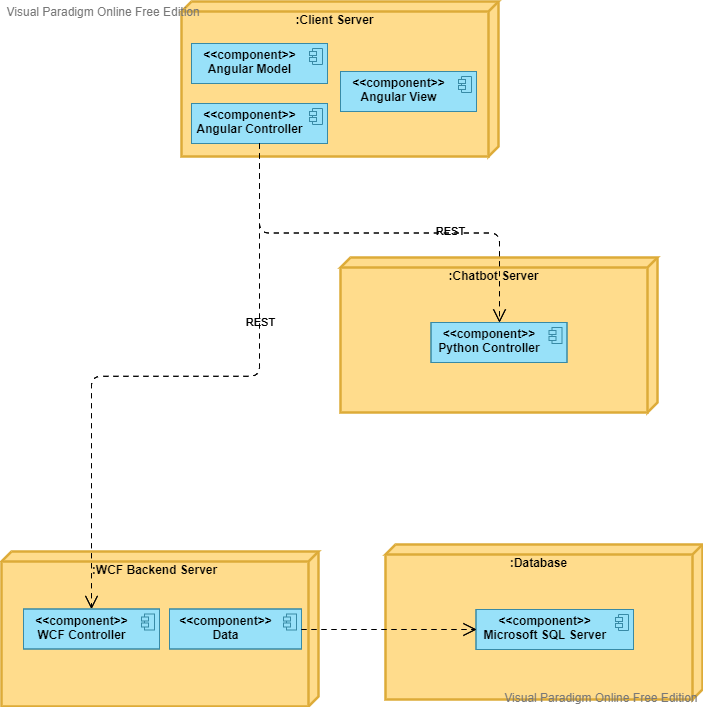 Visual Paradigm Online Free Edition
:Client Server
<<component>>
Angular Model
<<component>>
Angular View
<<component>>
Angular Controller
REST
:Chatbot Server
REST
<<component>>
Python Controller
:WCF Backend Server
:Database
<<component>>
WCF Controller
<<component>>
Data
<<component>>
Microsoft SQL Server
Visual Paradigm Online Free Edition